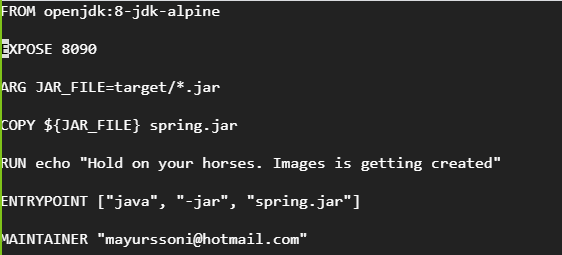 FROM openjdk:8-jdk-alpine
EXPOSE 8090
ARG JAR_FILE=target/*.jar
COPY ${JAR_FILE} spring.jar
RUN echo "Hold on your horses. Images is getting created"
ENTRYPOINT ["java", "-jar", "spring.jar"]
MAINTAINER "mayurssoni@hotmail.com"